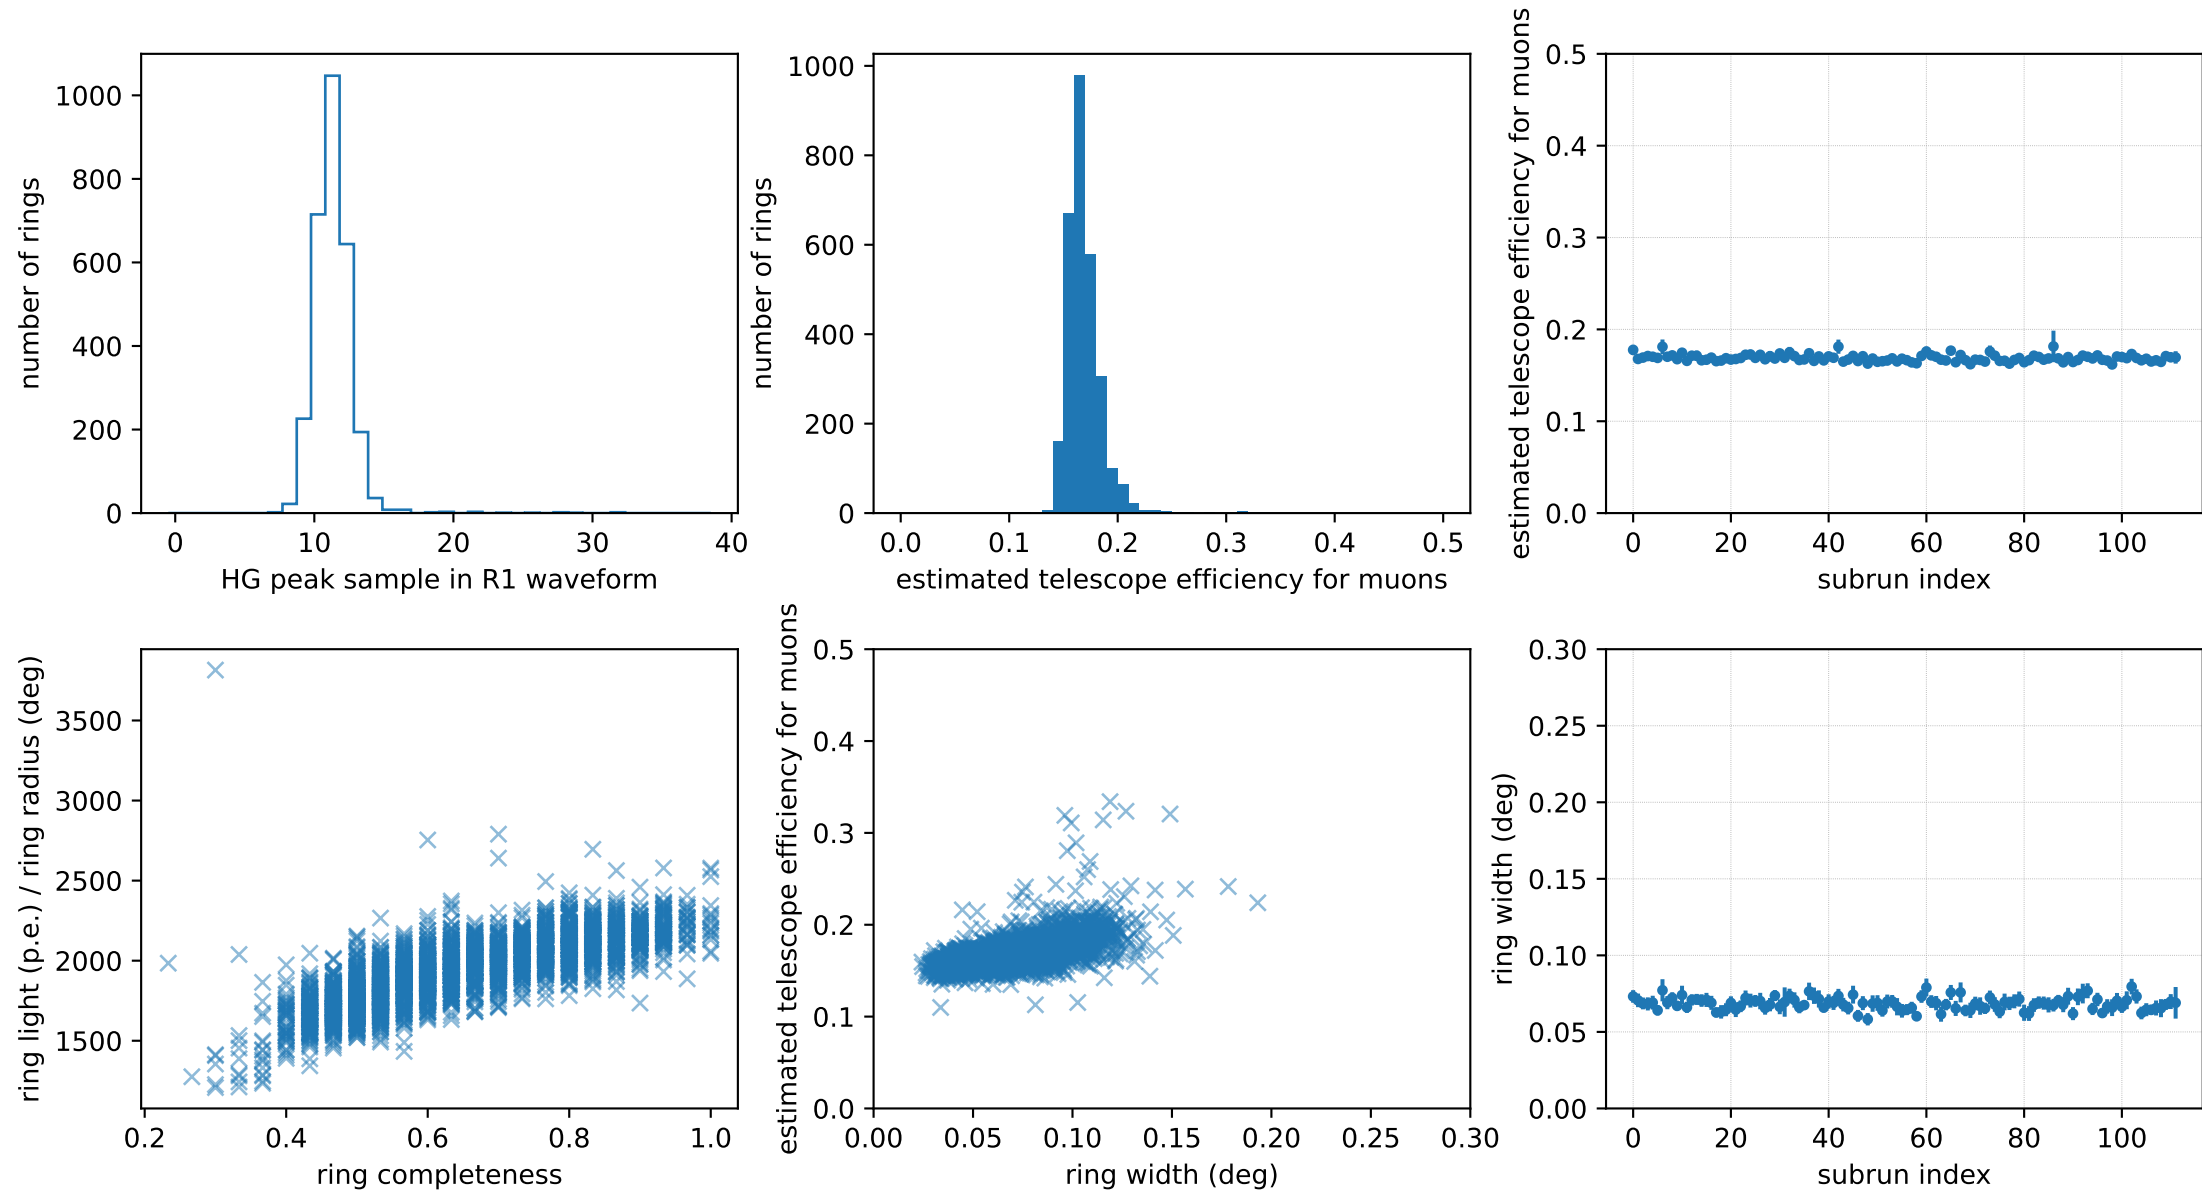 number of rings
1000
800
600
400
200
0
0 10 20 30 40
HG peak sample in R1 waveform
number of rings
1000
800
600
400
200
0
0.0 0.1 0.2 0.3 0.4 0.5
estimated telescope efficiency for muons
estimated telescope efficiency for muons
0.5
0.4
0.3
0.2
0.1
0.0
0 20 40 60 80 100
subrun index
ring light (p.e.) / ring radius (deg)
3500
3000
2500
2000
1500
0.2 0.4 0.6 0.8 1.0
ring completeness
estimated telescope efficiency for muons
0.5
0.4
0.3
0.2
0.1
0.0
0.00 0.05 0.10 0.15 0.20 0.25 0.30
ring width (deg)
ring width (deg)
0.30
0.25
0.20
0.15
0.10
0.05
0.00
0 20 40 60 80 100
subrun index